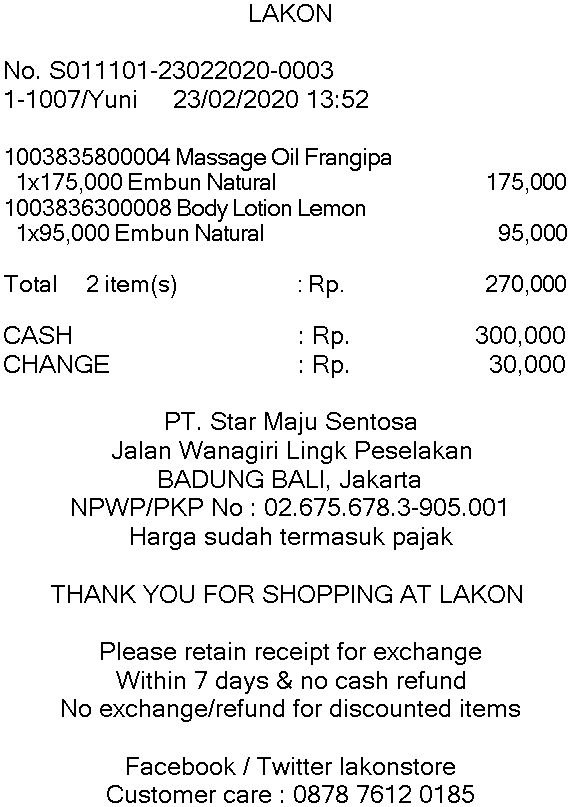 LAKON
No. S011101-23022020-0003
1-1007/Yuni 23/02/2020 13:52
1003835800004 Massage Oil Frangipa
1x175,000 Embun Natural 175,000
1003836300008 Body Lotion Lemon
1x95,000 Embun Natural 95,000
Total 2 item(s) : Rp. 270,000
CASH : Rp. 300,000
CHANGE : Rp. 30,000
PT. Star Maju Sentosa
Jalan Wanagiri Lingk Peselakan
BADUNG BALI, Jakarta
NPWP/PKP No : 02.675.678.3-905.001
Harga sudah termasuk pajak
THANK YOU FOR SHOPPING AT LAKON
Please retain receipt for exchange
Within 7 days & no cash refund
No exchange/refund for discounted items
Facebook / Twitter lakonstore
Customer care : 0878 7612 0185